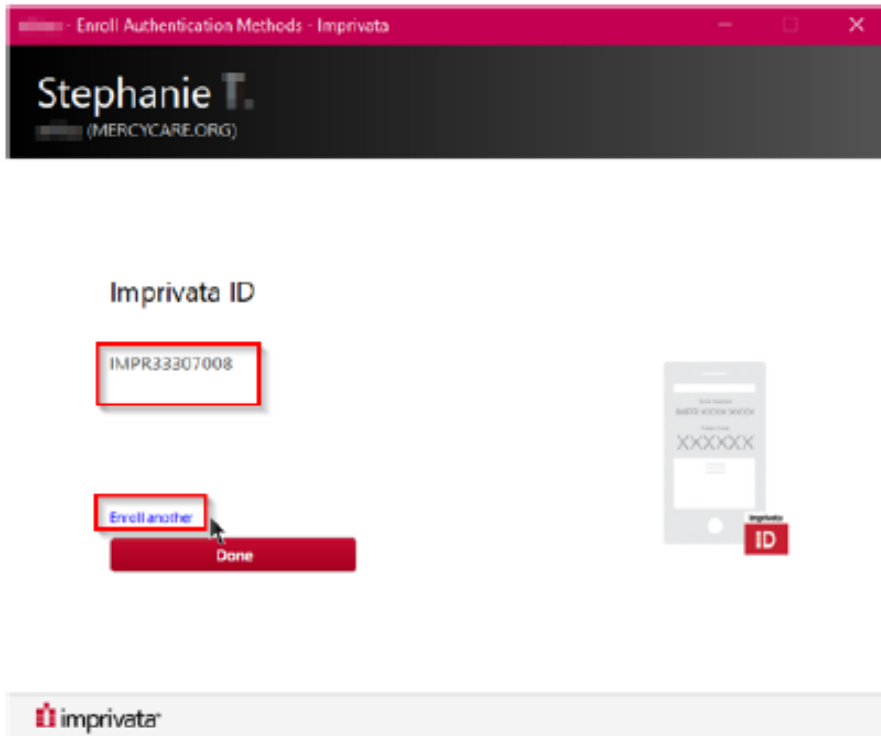 - Enroll Authentication Methods - Imprivata
Stephanie T.
(MERCYCARE.ORG)
Imprivata ID
IMPR33307008
XXXXXX
Enroll another
Done
imprivata
ID
imprivata